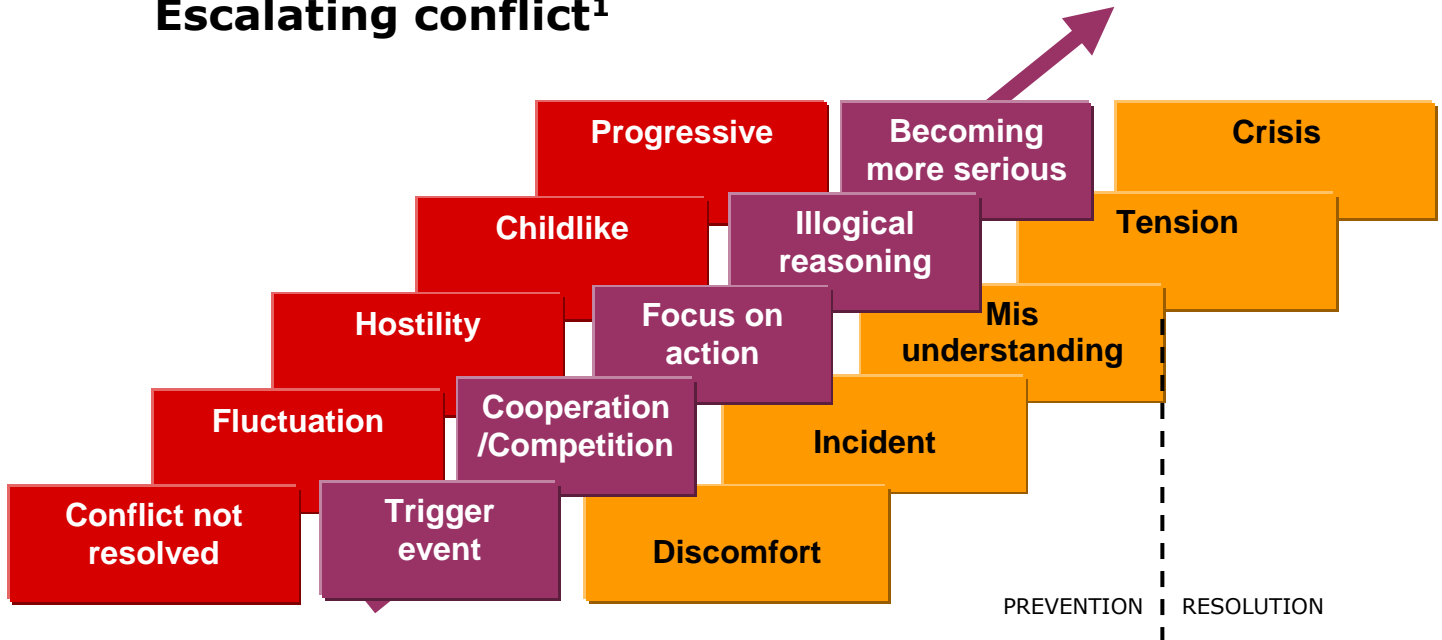 Escalating conflict¹
Progressive
Becoming
more serious
Crisis
Childlike
Illogical
reasoning
Tension
Hostility
Focus on
action
Mis
understanding
Fluctuation
Cooperation
/Competition
Incident
Conflict not
resolved
Trigger
event
Discomfort
PREVENTION
RESOLUTION